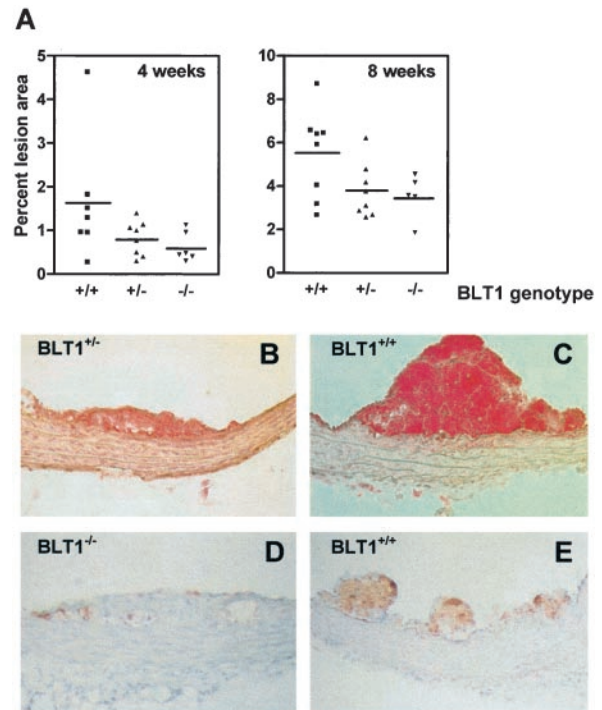 A
Percent lesion area
5
4
3
2
1
0
4 weeks
+/+ +/- -/-
10
8
6
4
2
0
8 weeks
+/+ +/- -/-
BLT1 genotype
BLT1+/- B
BLT1+/+ C
BLT1-/- D
BLT1+/+ E